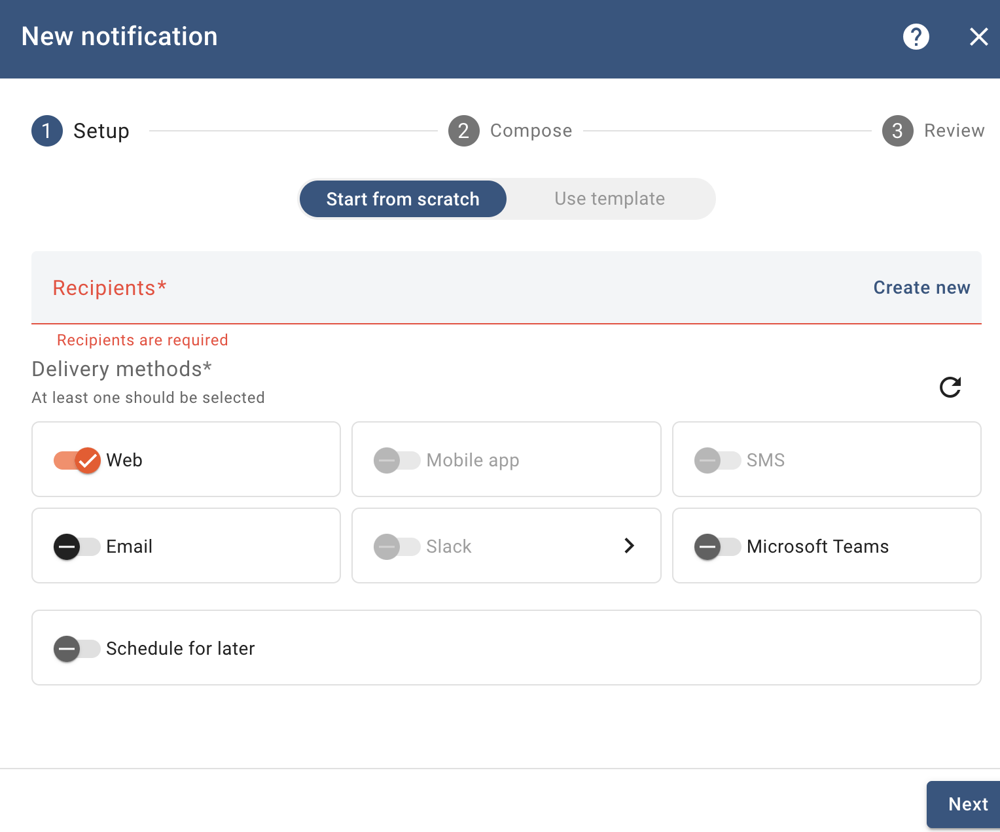 New notification
?
1 Setup
2 Compose
3 Review
Start from scratch
Use template
Recipients*
Create new
Recipients are required
Delivery methods*
At least one should be selected
Web
Mobile app
SMS
Email
Slack
Microsoft Teams
Schedule for later
Next